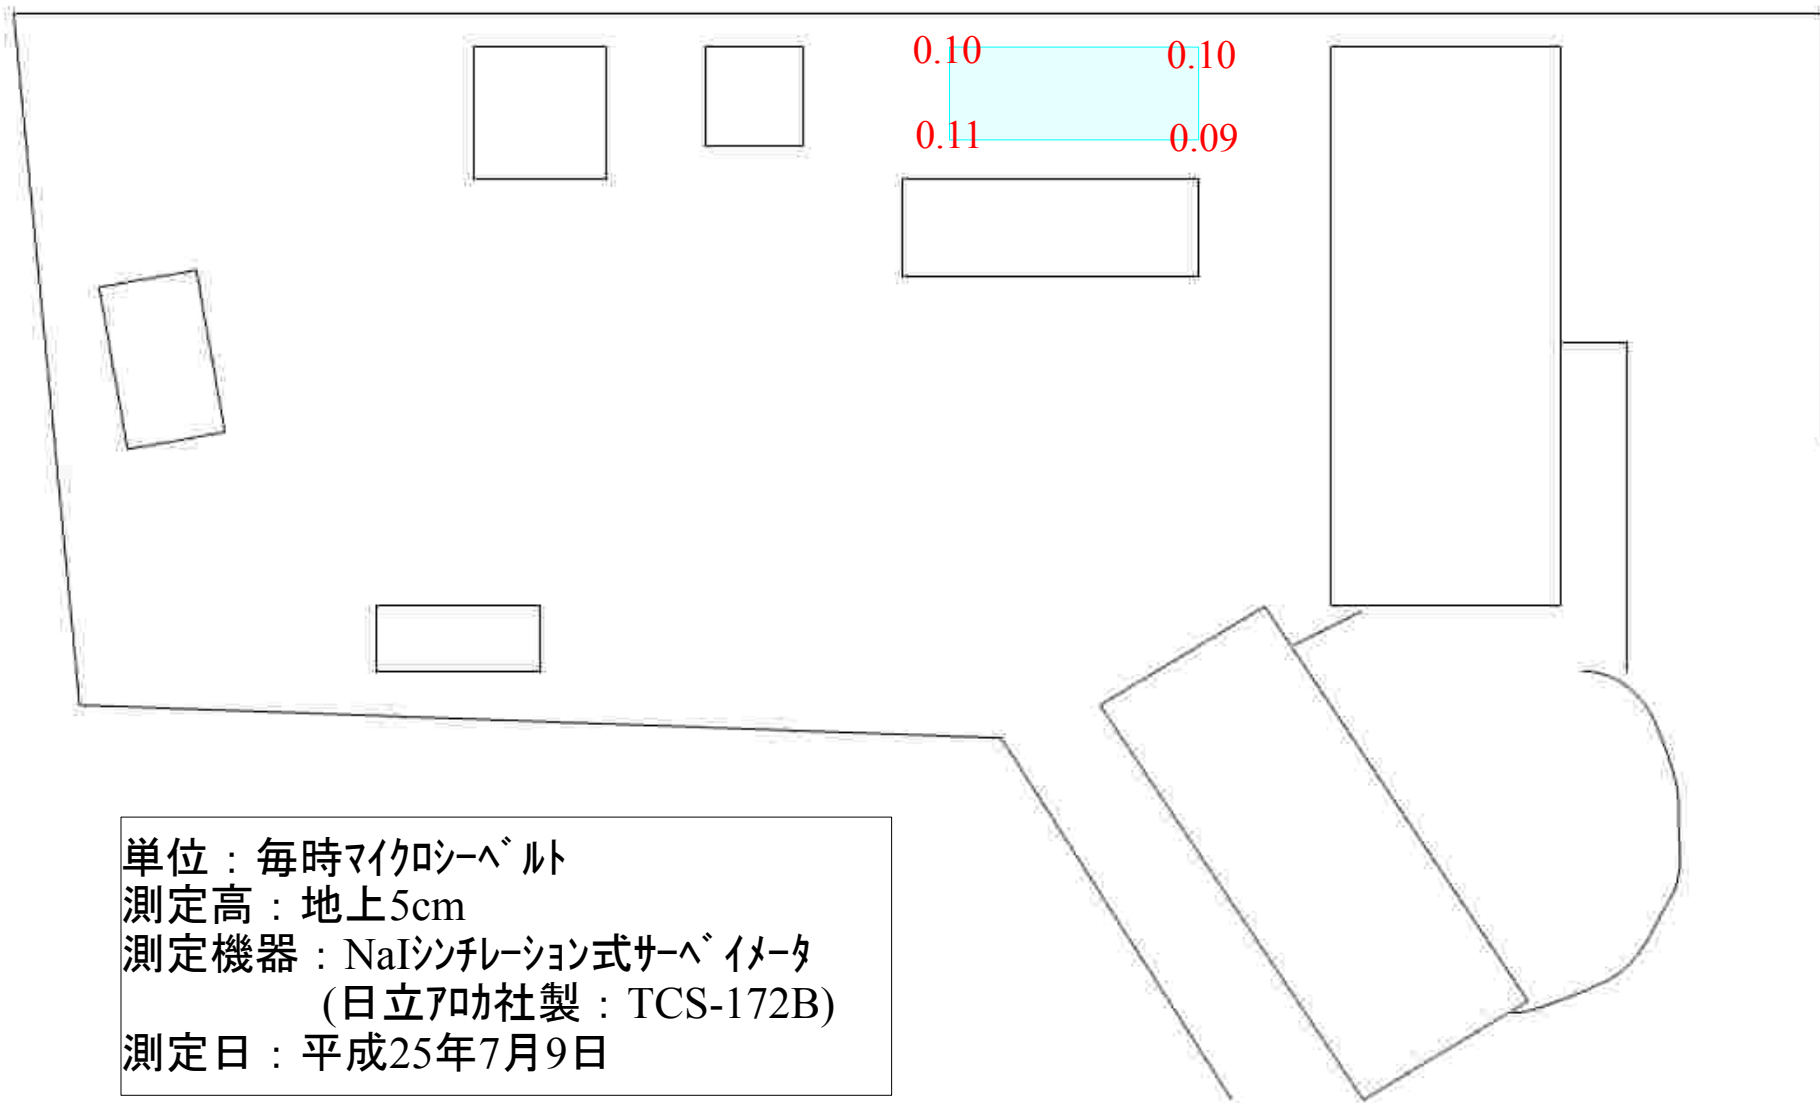 0.10 0.10
0.11 0.09
単位：毎時ﾏｲｸﾛｼｰﾍﾞﾙﾄ
測定高：地上5cm
測定機器：NaIｼﾝﾁﾚｰｼｮﾝ式ｻｰﾍﾞｲﾒｰﾀ
(日立ｱﾛｶ社製：TCS-172B)
測定日：平成25年7月9日